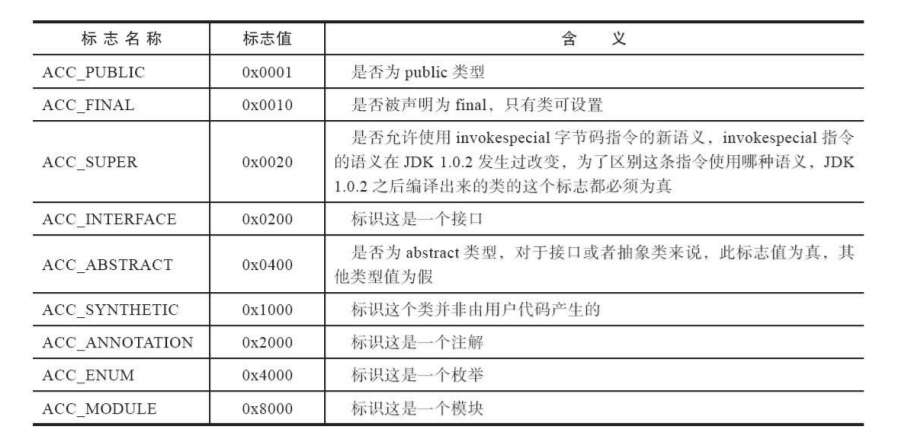 标志名称 标志值 含义
ACC_PUBLIC 0x0001 是否为 public 类型
ACC_FINAL 0x0010 是否被声明为 final，只有类可设置
ACC_SUPER 0x0020 是否允许使用 invokespecial 字节码指令的新语义，invokespecial 指令
的语义在 JDK 1.0.2 发生过改变，为了区别这条指令使用哪种语义，JDK
1.0.2 之后编译出来的类的这个标志都必须为真
ACC_INTERFACE 0x0200 标识这是一个接口
ACC_ABSTRACT 0x0400 是否为 abstract 类型，对于接口或者抽象类来说，此标志值为真，其
他类型值为假
ACC_SYNTHETIC 0x1000 标识这个类并非由用户代码产生的
ACC_ANNOTATION 0x2000 标识这是一个注解
ACC_ENUM 0x4000 标识这是一个枚举
ACC_MODULE 0x8000 标识这是一个模块